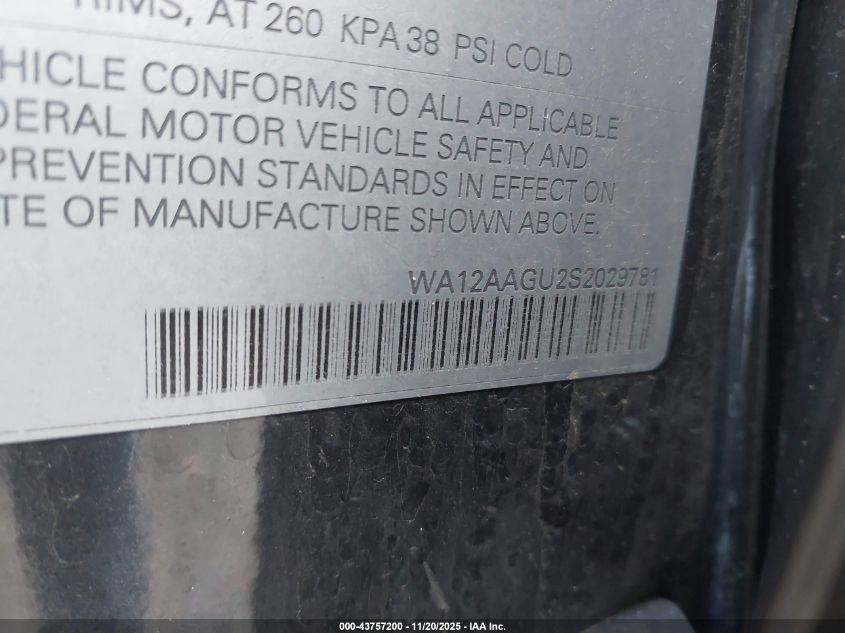 RIMS, AT 260 KPA 38 PSI COLD
HICLE CONFORMS TO ALL APPLICABLE
DERAL MOTOR VEHICLE SAFETY AND
PREVENTION STANDARDS IN EFFECT ON
TE OF MANUFACTURE SHOWN ABOVE.
WA12AAGU2S2029781
000-43757200 - 11/20/2025 - IAA Inc.